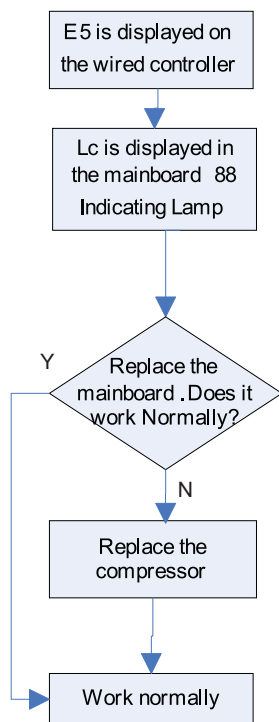 E5 is displayed on
the wired controller
Lc is displayed in
the mainboard 88
Indicating Lamp
Y
Replace the
mainboard .Does it
work Normally?
N
Replace the
compressor
Work normally